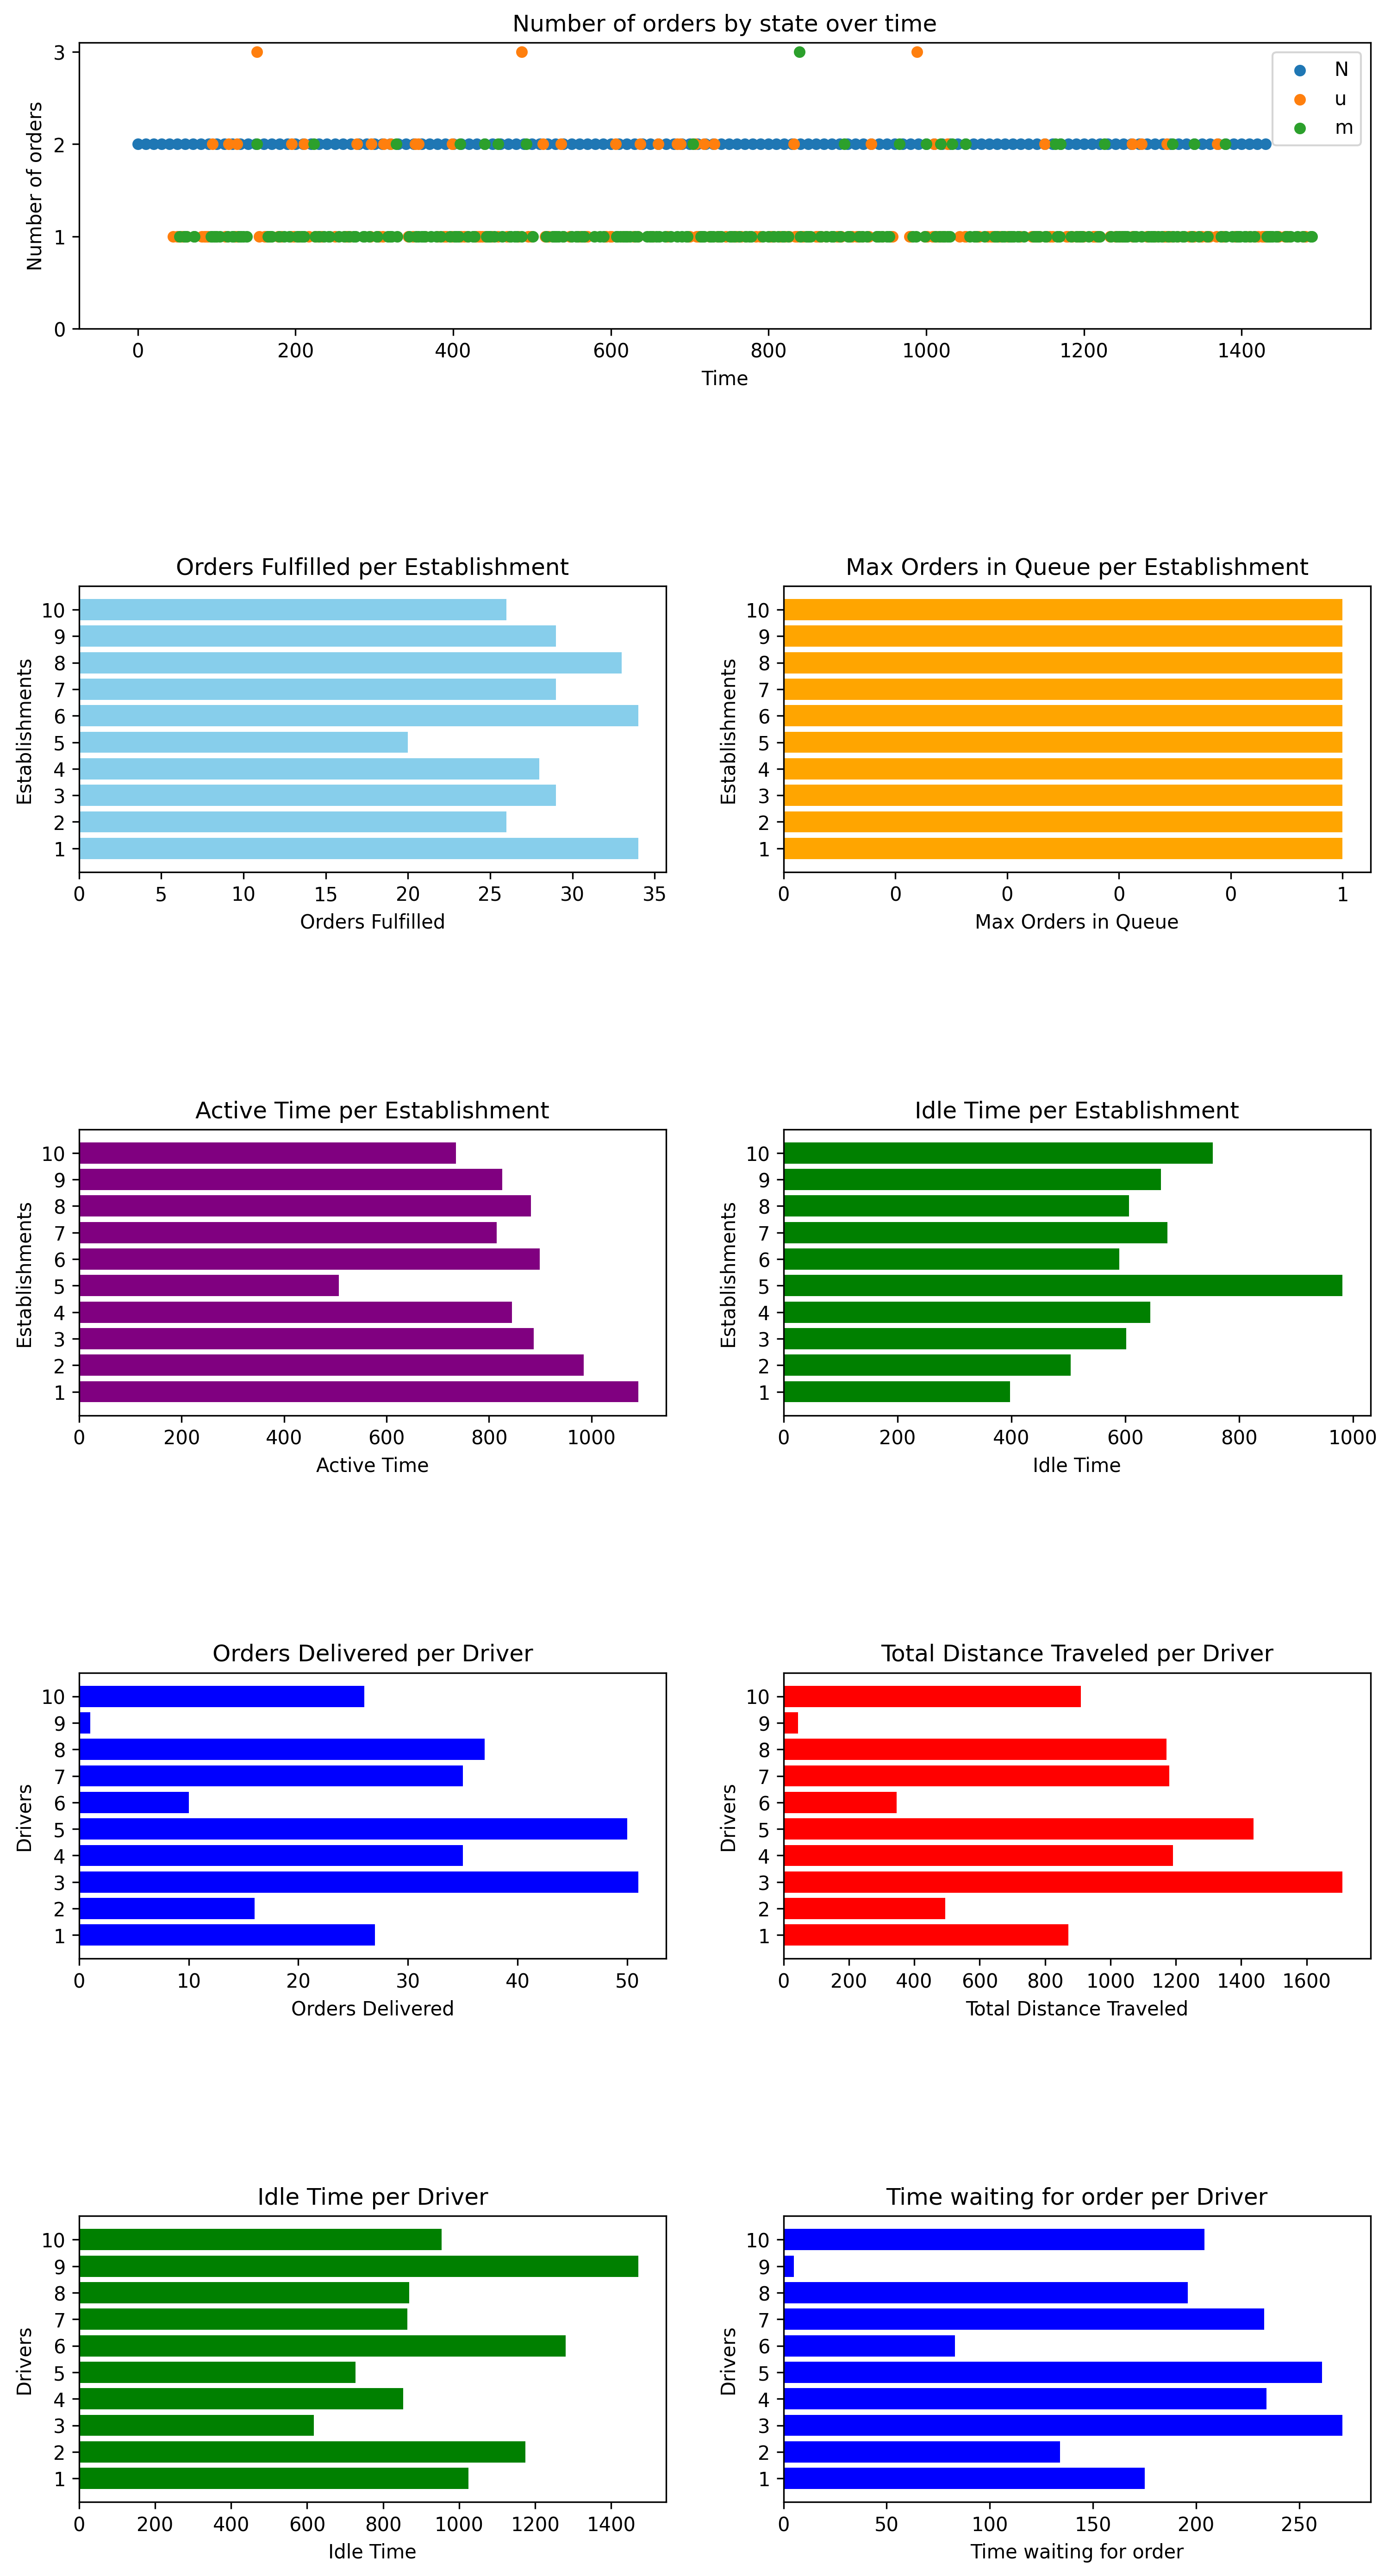 Number of orders by state over time
Number of orders
3
2
1
0
N
u
m
0 200 400 600 800 1000 1200 1400
Time
Orders Fulfilled per Establishment
Establishments
10
9
8
7
6
5
4
3
2
1
0 5 10 15 20 25 30 35
Orders Fulfilled
Max Orders in Queue per Establishment
Establishments
10
9
8
7
6
5
4
3
2
1
0 0 0 0 0 1
Max Orders in Queue
Active Time per Establishment
Establishments
10
9
8
7
6
5
4
3
2
1
0 200 400 600 800 1000
Active Time
Idle Time per Establishment
Establishments
10
9
8
7
6
5
4
3
2
1
0 200 400 600 800 1000
Idle Time
Orders Delivered per Driver
Drivers
10
9
8
7
6
5
4
3
2
1
0 10 20 30 40 50
Orders Delivered
Total Distance Traveled per Driver
Drivers
10
9
8
7
6
5
4
3
2
1
0 200 400 600 800 1000 1200 1400 1600
Total Distance Traveled
Idle Time per Driver
Drivers
10
9
8
7
6
5
4
3
2
1
0 200 400 600 800 1000 1200 1400
Idle Time
Time waiting for order per Driver
Drivers
10
9
8
7
6
5
4
3
2
1
0 50 100 150 200 250
Time waiting for order